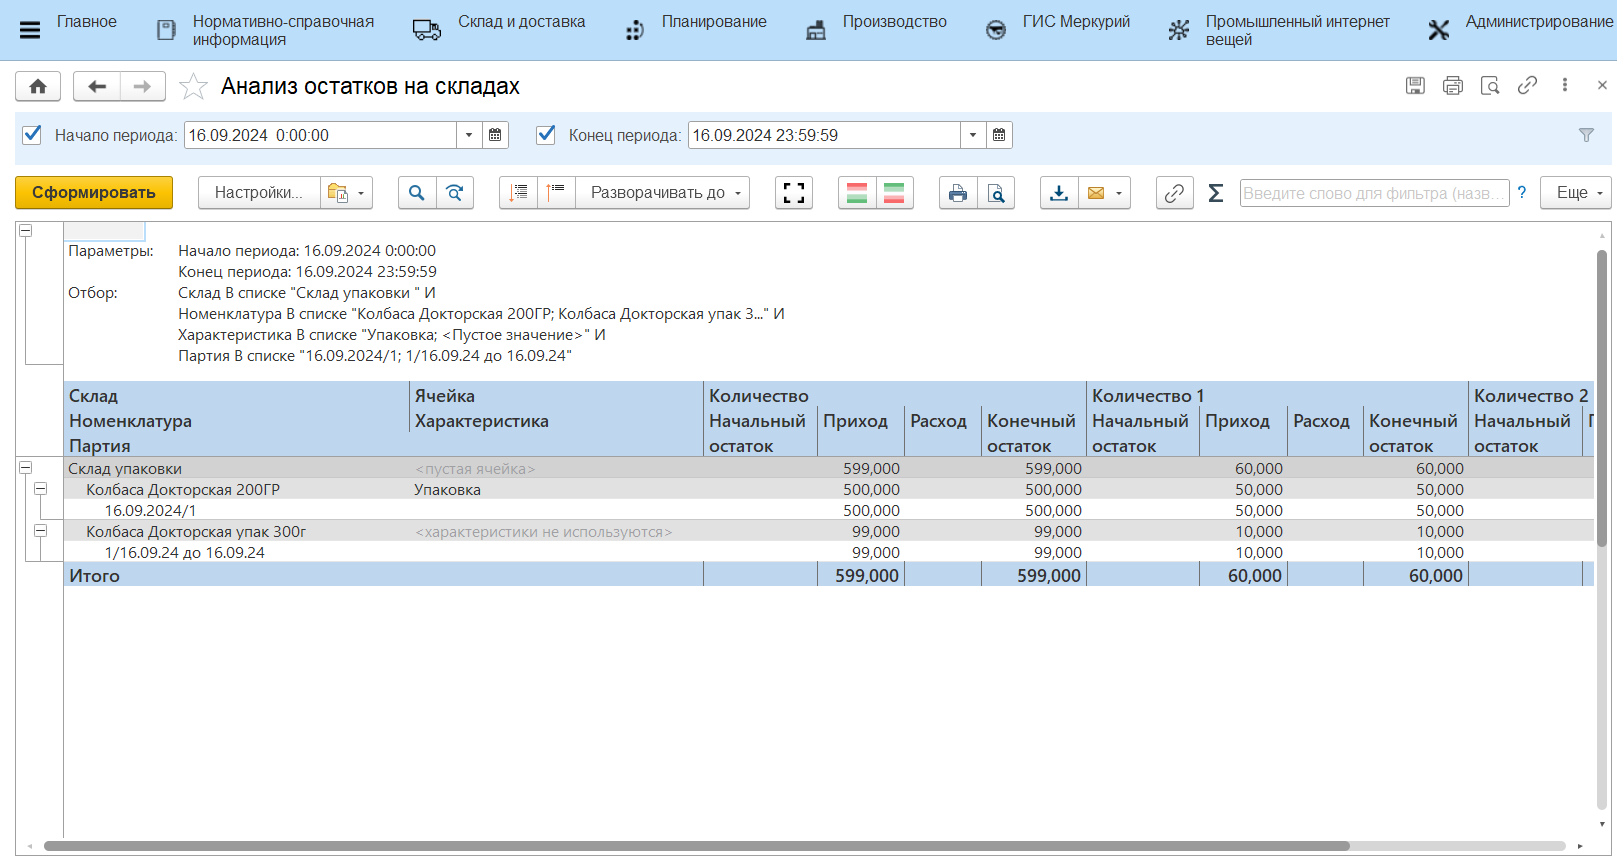 Главное
Нормативно-справочная информация
Склад и доставка
Планирование
Производство
ГИС Меркурий
Промышленный интернет вещей
Администрирование
Анализ остатков на складах
Начало периода: 16.09.2024 0:00:00
Конец периода: 16.09.2024 23:59:59
Сформировать Настройки... Разворачивать до Введите слово для фильтра (назв... ? Еще
Параметры: Начало периода: 16.09.2024 0:00:00
Конец периода: 16.09.2024 23:59:59
Отбор: Склад В списке "Склад упаковки " И
Номенклатура В списке "Колбаса Докторская 200ГР; Колбаса Докторская упак 3..." И
Характеристика В списке "Упаковка; <Пустое значение>" И
Партия В списке "16.09.2024/1; 1/16.09.24 до 16.09.24"
Склад Ячейка Количество Количество 1 Количество 2
Номенклатура Характеристика Начальный Приход Расход Конечный Начальный Приход Расход Конечный Начальный
Партия остаток остаток остаток остаток остаток
Склад упаковки <пустая ячейка> 599,000 599,000 60,000 60,000
Колбаса Докторская 200ГР Упаковка 500,000 500,000 50,000 50,000
16.09.2024/1 500,000 500,000 50,000 50,000
Колбаса Докторская упак 300г <характеристики не используются> 99,000 99,000 10,000 10,000
1/16.09.24 до 16.09.24 99,000 99,000 10,000 10,000
Итого 599,000 599,000 60,000 60,000